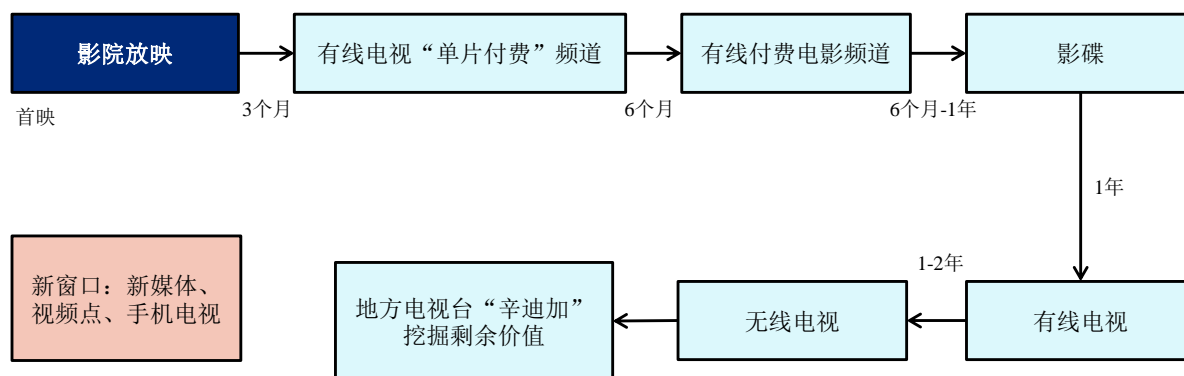 影院放映
有线电视“单片付费”频道
有线付费电影频道
影碟
首映
3个月
6个月
6个月-1年
1年
新窗口：新媒体、
视频点、手机电视
地方电视台“辛迪加”
挖掘剩余价值
无线电视
1-2年
有线电视